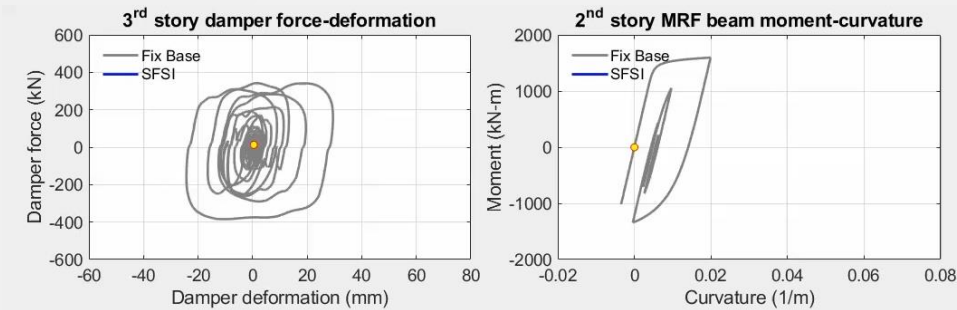 3rd story damper force-deformation
600
400
200
0
-200
-400
-600
Damper force (kN)
Fix Base
SFSI
-60 -40 -20 0 20 40 60 80
Damper deformation (mm)
2nd story MRF beam moment-curvature
2000
1000
0
-1000
-2000
Moment (kN-m)
Fix Base
SFSI
-0.02 0 0.02 0.04 0.06 0.08
Curvature (1/m)